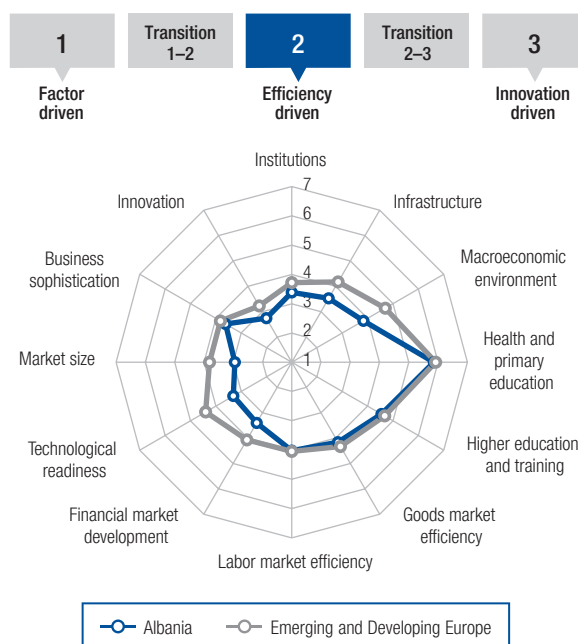 1
Transition
1–2
2
Transition
2–3
3
Factor
driven
Efficiency
driven
Innovation
driven
Institutions
Infrastructure
Macroeconomic
environment
Health and
primary
education
Higher education
and training
Goods market
efficiency
Labor market efficiency
Financial market
development
Technological
readiness
Market size
Business
sophistication
Innovation
7
6
5
4
3
2
1
Albania
Emerging and Developing Europe